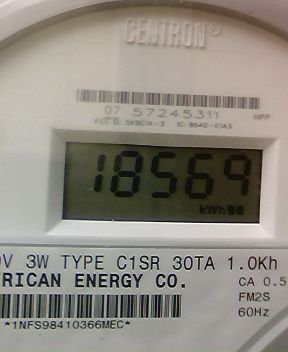 CENTRON®
07 57245311
HPP
18569
kWh
V 3W TYPE C1SR 30TA 1.0Kh
RICAN ENERGY CO.
CA 0.5
FM2S
*1NFS98410366MEC*
60Hz